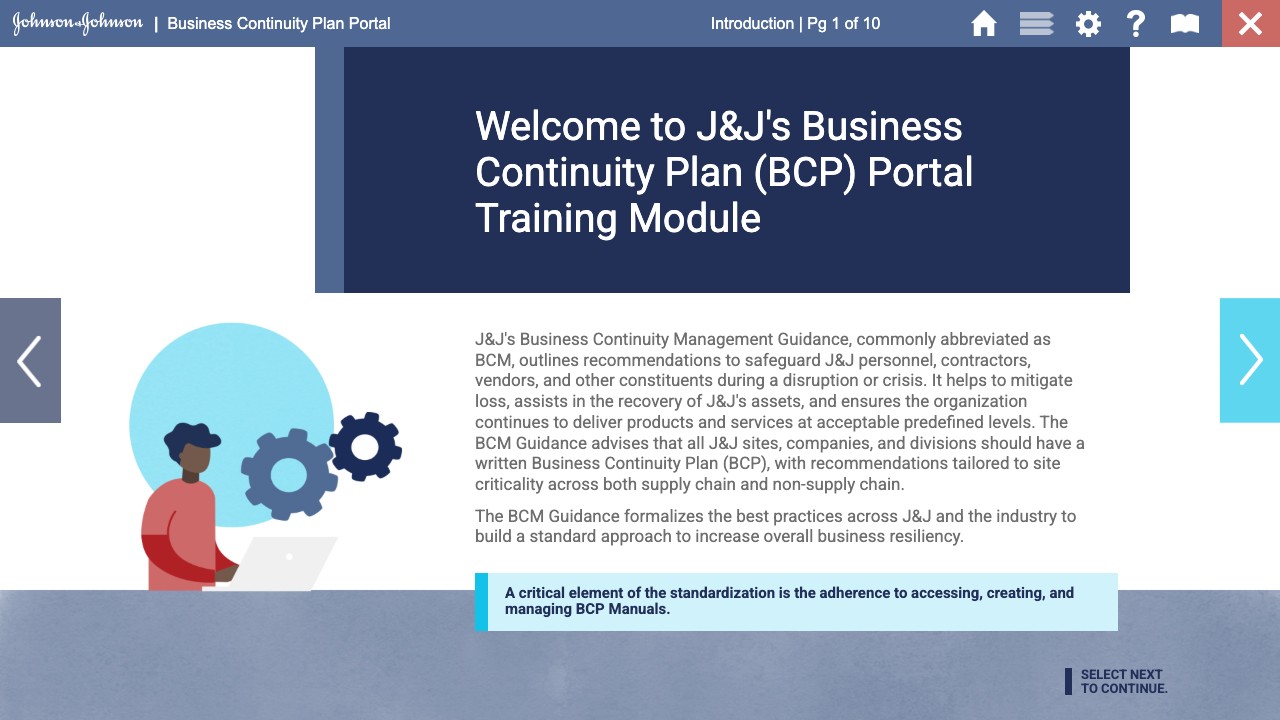 Johnson & Johnson | Business Continuity Plan Portal
Introduction | Pg 1 of 10
Welcome to J&J's Business
Continuity Plan (BCP) Portal
Training Module
J&J's Business Continuity Management Guidance, commonly abbreviated as
BCM, outlines recommendations to safeguard J&J personnel, contractors,
vendors, and other constituents during a disruption or crisis. It helps to mitigate
loss, assists in the recovery of J&J's assets, and ensures the organization
continues to deliver products and services at acceptable predefined levels. The
BCM Guidance advises that all J&J sites, companies, and divisions should have a
written Business Continuity Plan (BCP), with recommendations tailored to site
criticality across both supply chain and non-supply chain.
The BCM Guidance formalizes the best practices across J&J and the industry to
build a standard approach to increase overall business resiliency.
A critical element of the standardization is the adherence to accessing, creating, and
managing BCP Manuals.
SELECT NEXT
TO CONTINUE.